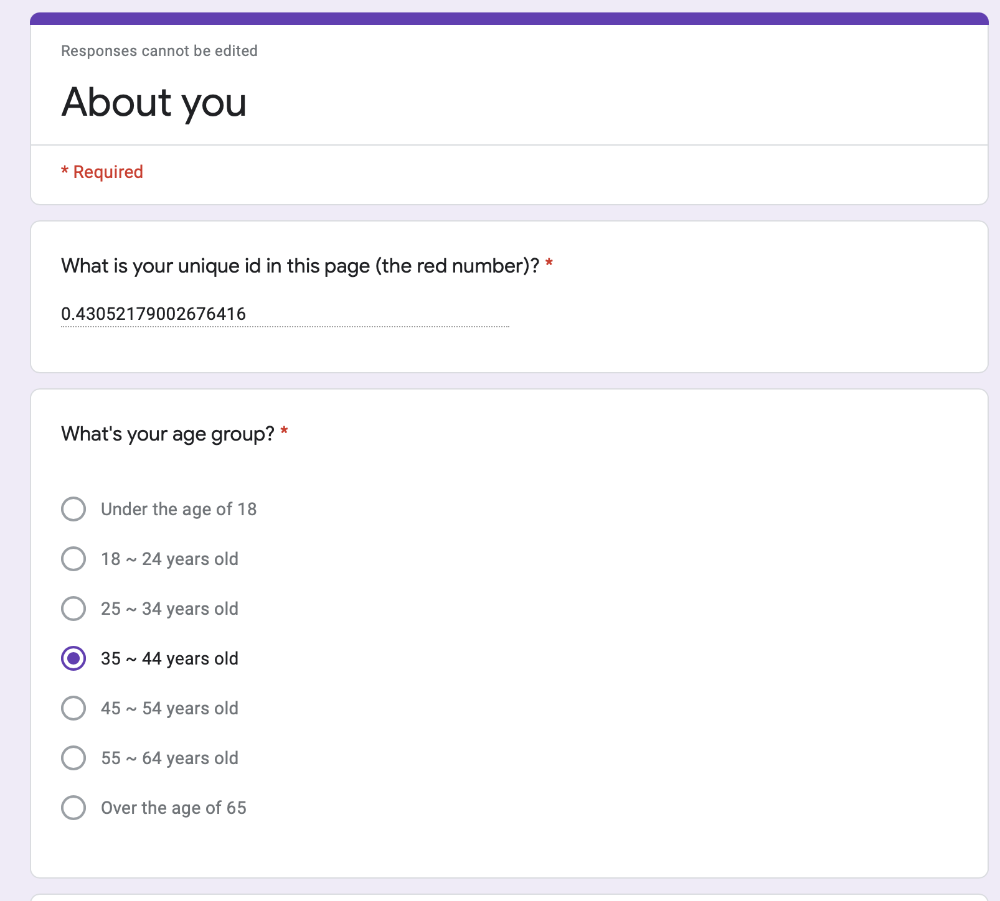 Responses cannot be edited
About you
* Required
What is your unique id in this page (the red number)? *
0.43052179002676416
What's your age group? *
Under the age of 18
18 ~ 24 years old
25 ~ 34 years old
35 ~ 44 years old
45 ~ 54 years old
55 ~ 64 years old
Over the age of 65